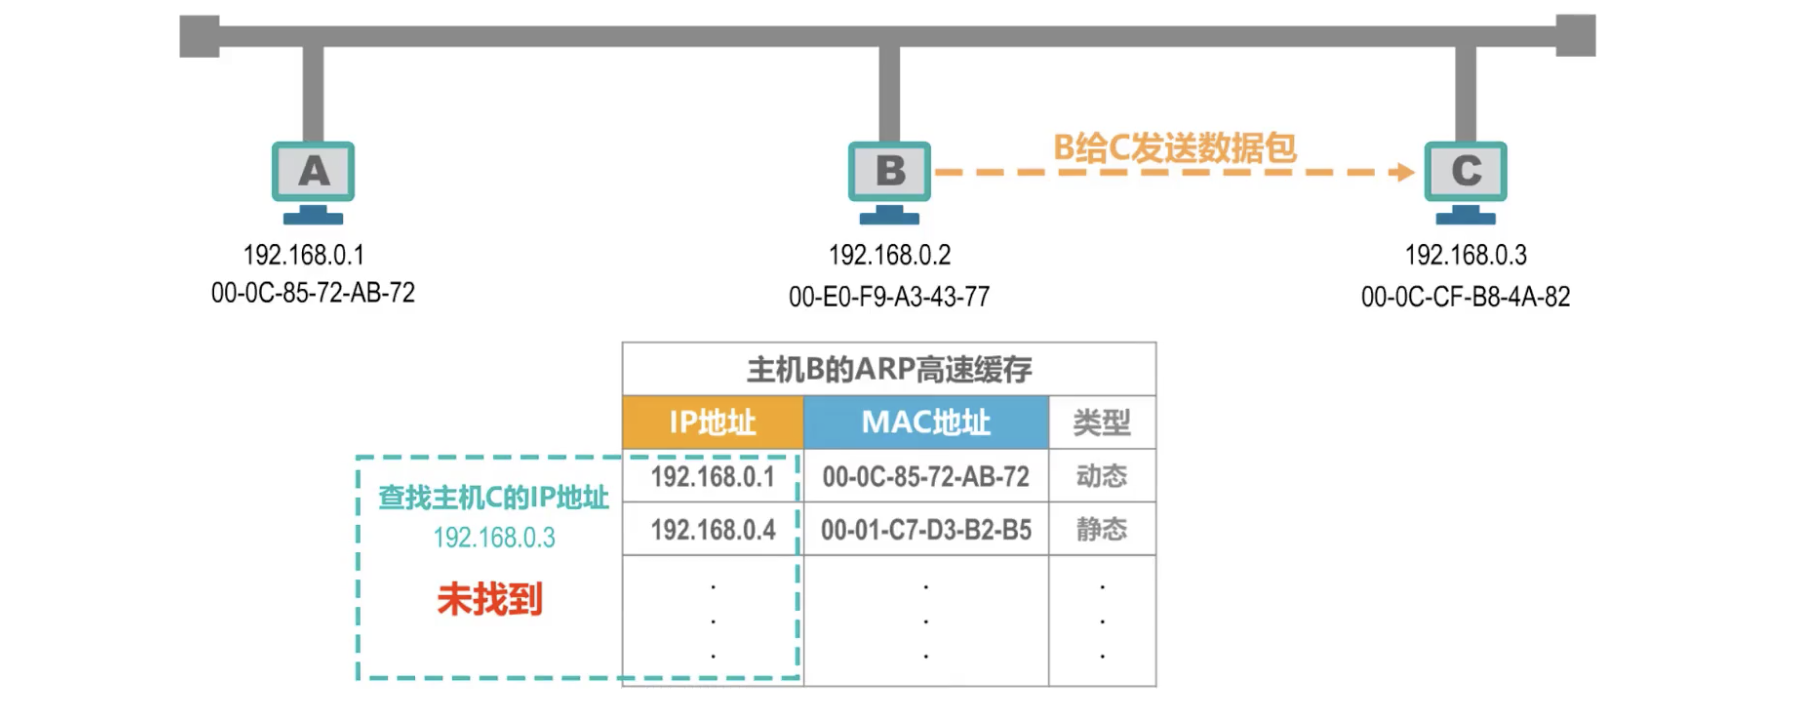 B给C发送数据包
A
B
C
192.168.0.1
192.168.0.2
192.168.0.3
00-0C-85-72-AB-72
00-E0-F9-A3-43-77
00-0C-CF-B8-4A-82
主机B的ARP高速缓存
IP地址 MAC地址 类型
192.168.0.1 00-0C-85-72-AB-72 动态
192.168.0.4 00-01-C7-D3-B2-B5 静态
. . .
. . .
. . .
查找主机C的IP地址
192.168.0.3
未找到